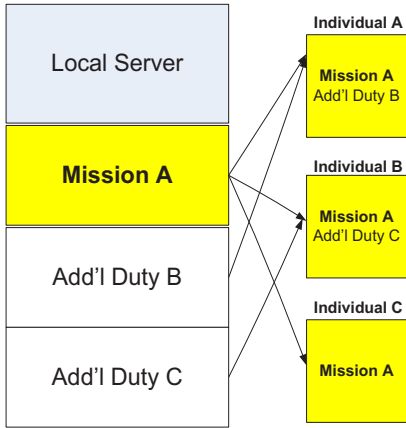 Local Server
Mission A
Add'l Duty B
Add'l Duty C
Individual A
Mission A
Add'l Duty B
Individual B
Mission A
Add'l Duty C
Individual C
Mission A